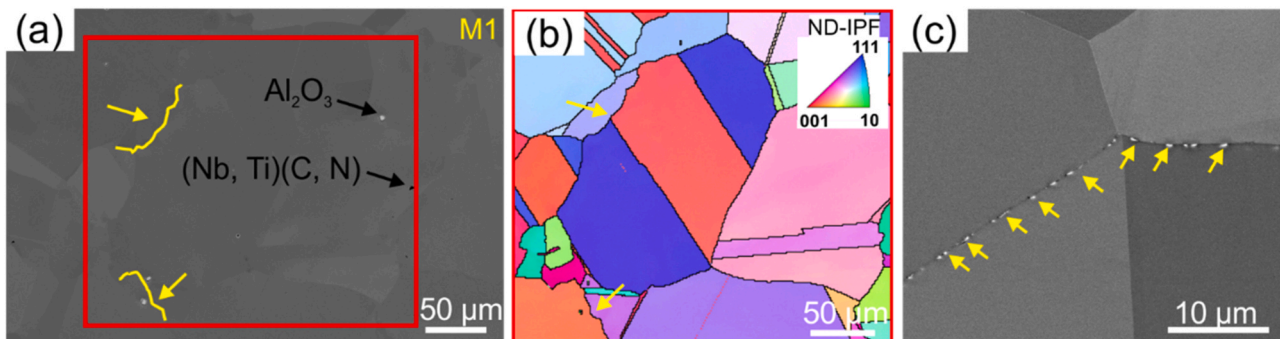 (a)
M1
Al₂O₃
(Nb, Ti)(C, N)
50 µm
(b)
ND-IPF
111
001 10
50 µm
(c)
10 µm